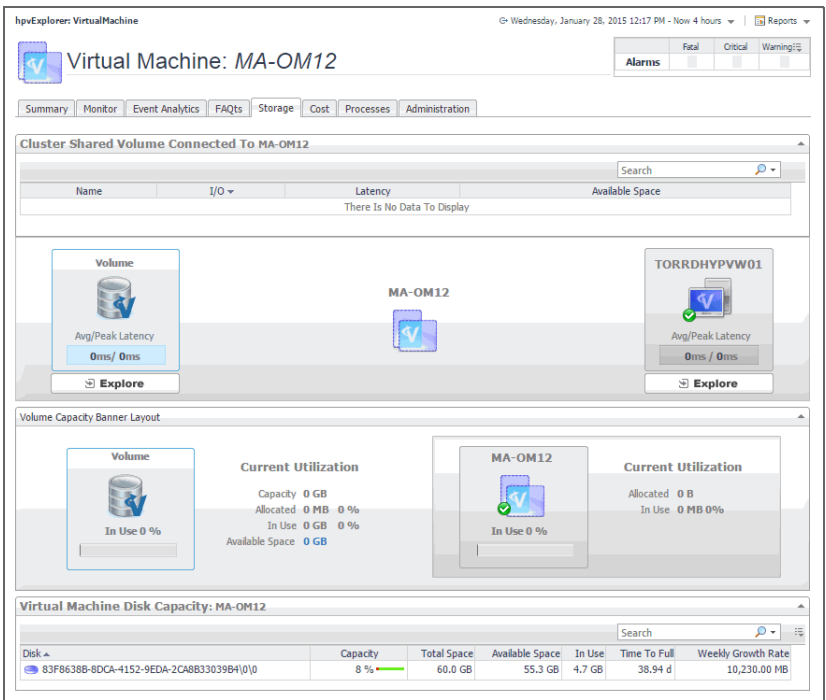 hpvExplorer: VirtualMachine
Wednesday, January 28, 2015 12:17 PM - Now 4 hours
Reports
Virtual Machine: MA-OM12
Fatal Critical Warning
Alarms
Summary Monitor Event Analytics FAQts Storage Cost Processes Administration
Cluster Shared Volume Connected To MA-OM12
Search
Name I/O Latency Available Space
There Is No Data To Display
Volume
Avg/Peak Latency
0ms/ 0ms
Explore
MA-OM12
TORRDHYPVW01
Avg/Peak Latency
0ms / 0ms
Explore
Volume Capacity Banner Layout
Volume
In Use 0 %
Current Utilization
Capacity 0 GB
Allocated 0 MB 0 %
In Use 0 GB 0 %
Available Space 0 GB
MA-OM12
In Use 0 %
Current Utilization
Allocated 0 B
In Use 0 MB 0%
Virtual Machine Disk Capacity: MA-OM12
Search
Disk Capacity Total Space Available Space In Use Time To Full Weekly Growth Rate
83F8638B-8DCA-4152-9EDA-2CA8B33039B4\0\0 8 % 60.0 GB 55.3 GB 4.7 GB 38.94 d 10,230.00 MB